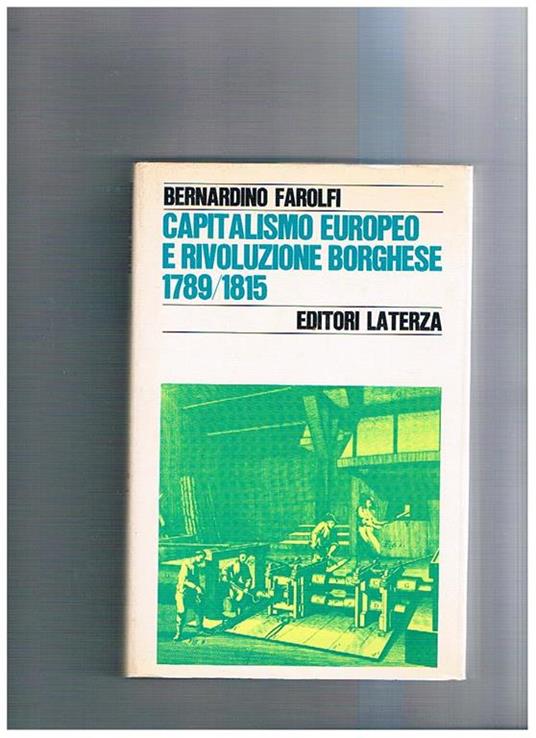 BERNARDINO FAROLFI
CAPITALISMO EUROPEO
E RIVOLUZIONE BORGHESE
1789/1815
EDITORI LATERZA